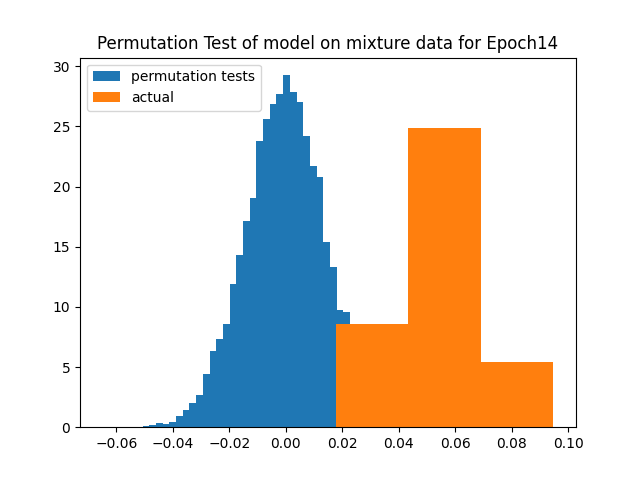 Permutation Test of model on mixture data for Epoch14
permutation tests
actual
30
25
20
15
10
5
0
−0.06 −0.04 −0.02 0.00 0.02 0.04 0.06 0.08 0.10